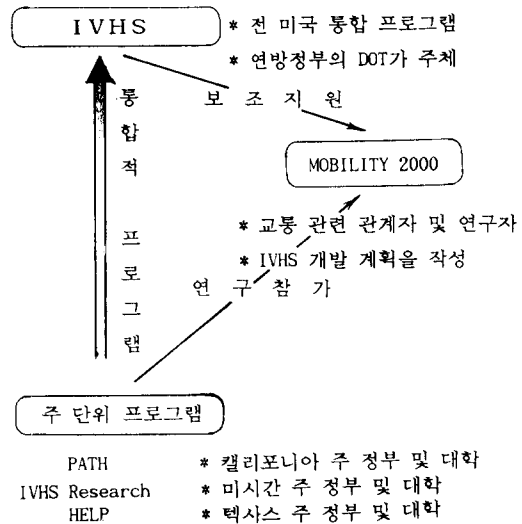 IVHS
* 전 미국 통합 프로그램
* 연방정부의 DOT가 주체
통합적 프로그램
보조지원
MOBILITY 2000
* 교통 관련 관계자 및 연구자
* IVHS 개발 계획을 작성
연구참가
주 단위 프로그램
PATH * 캘리포니아 주 정부 및 대학
IVHS Research * 미시간 주 정부 및 대학
HELP * 텍사스 주 정부 및 대학